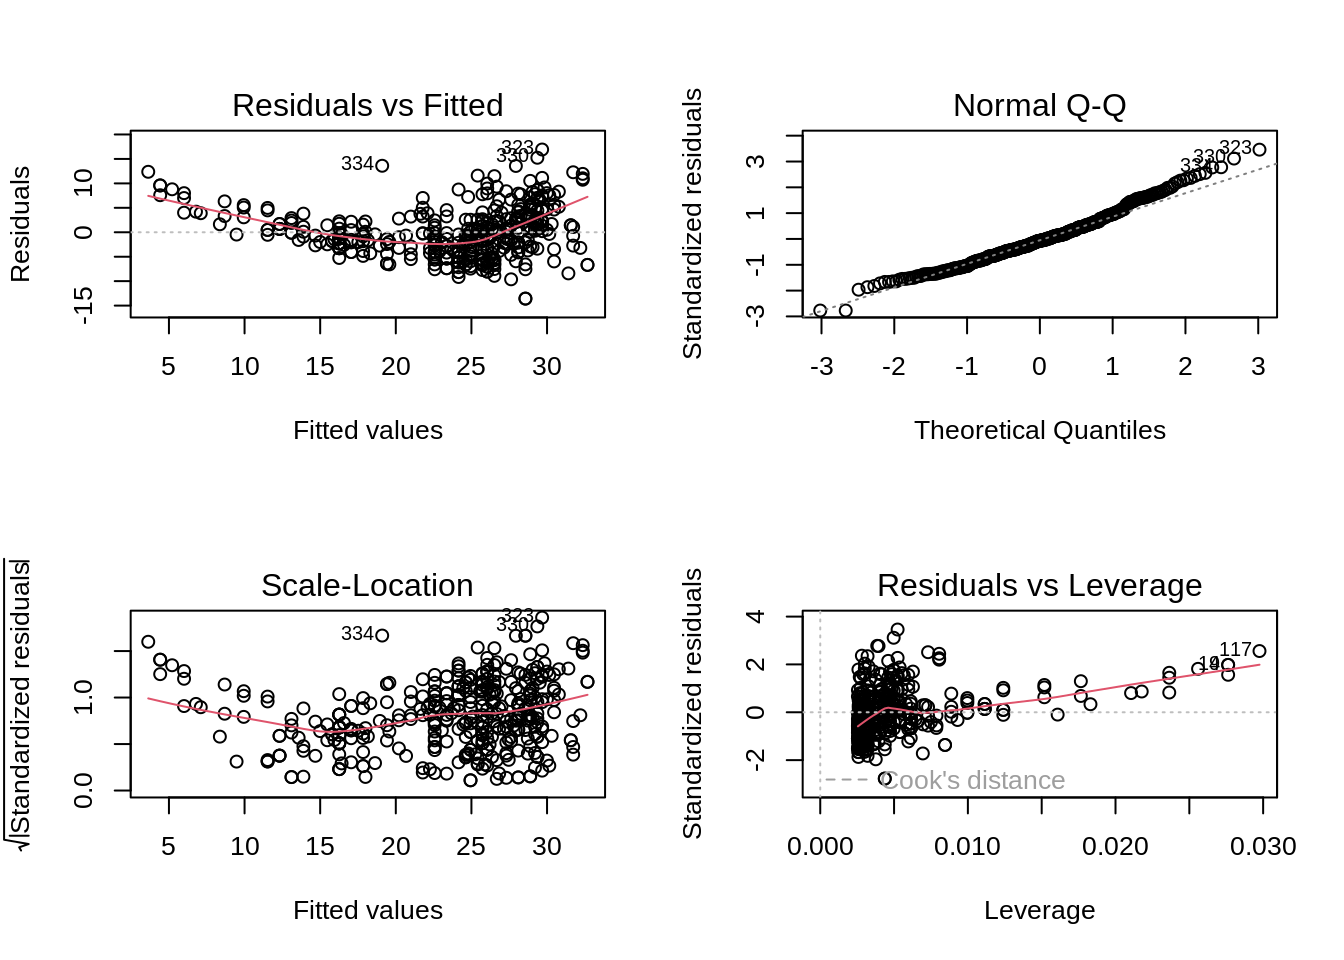 Residuals vs Fitted
Residuals
10
0
-15
334
323
330
5 10 15 20 25 30
Fitted values
Normal Q-Q
Standardized residuals
3
1
-1
-3
334
330
323
-3 -2 -1 0 1 2 3
Theoretical Quantiles
Scale-Location
√|Standardized residuals|
1.0
0.0
334
323
330
5 10 15 20 25 30
Fitted values
Residuals vs Leverage
Standardized residuals
4
2
0
-2
117
Cook's distance
0.000 0.010 0.020 0.030
Leverage